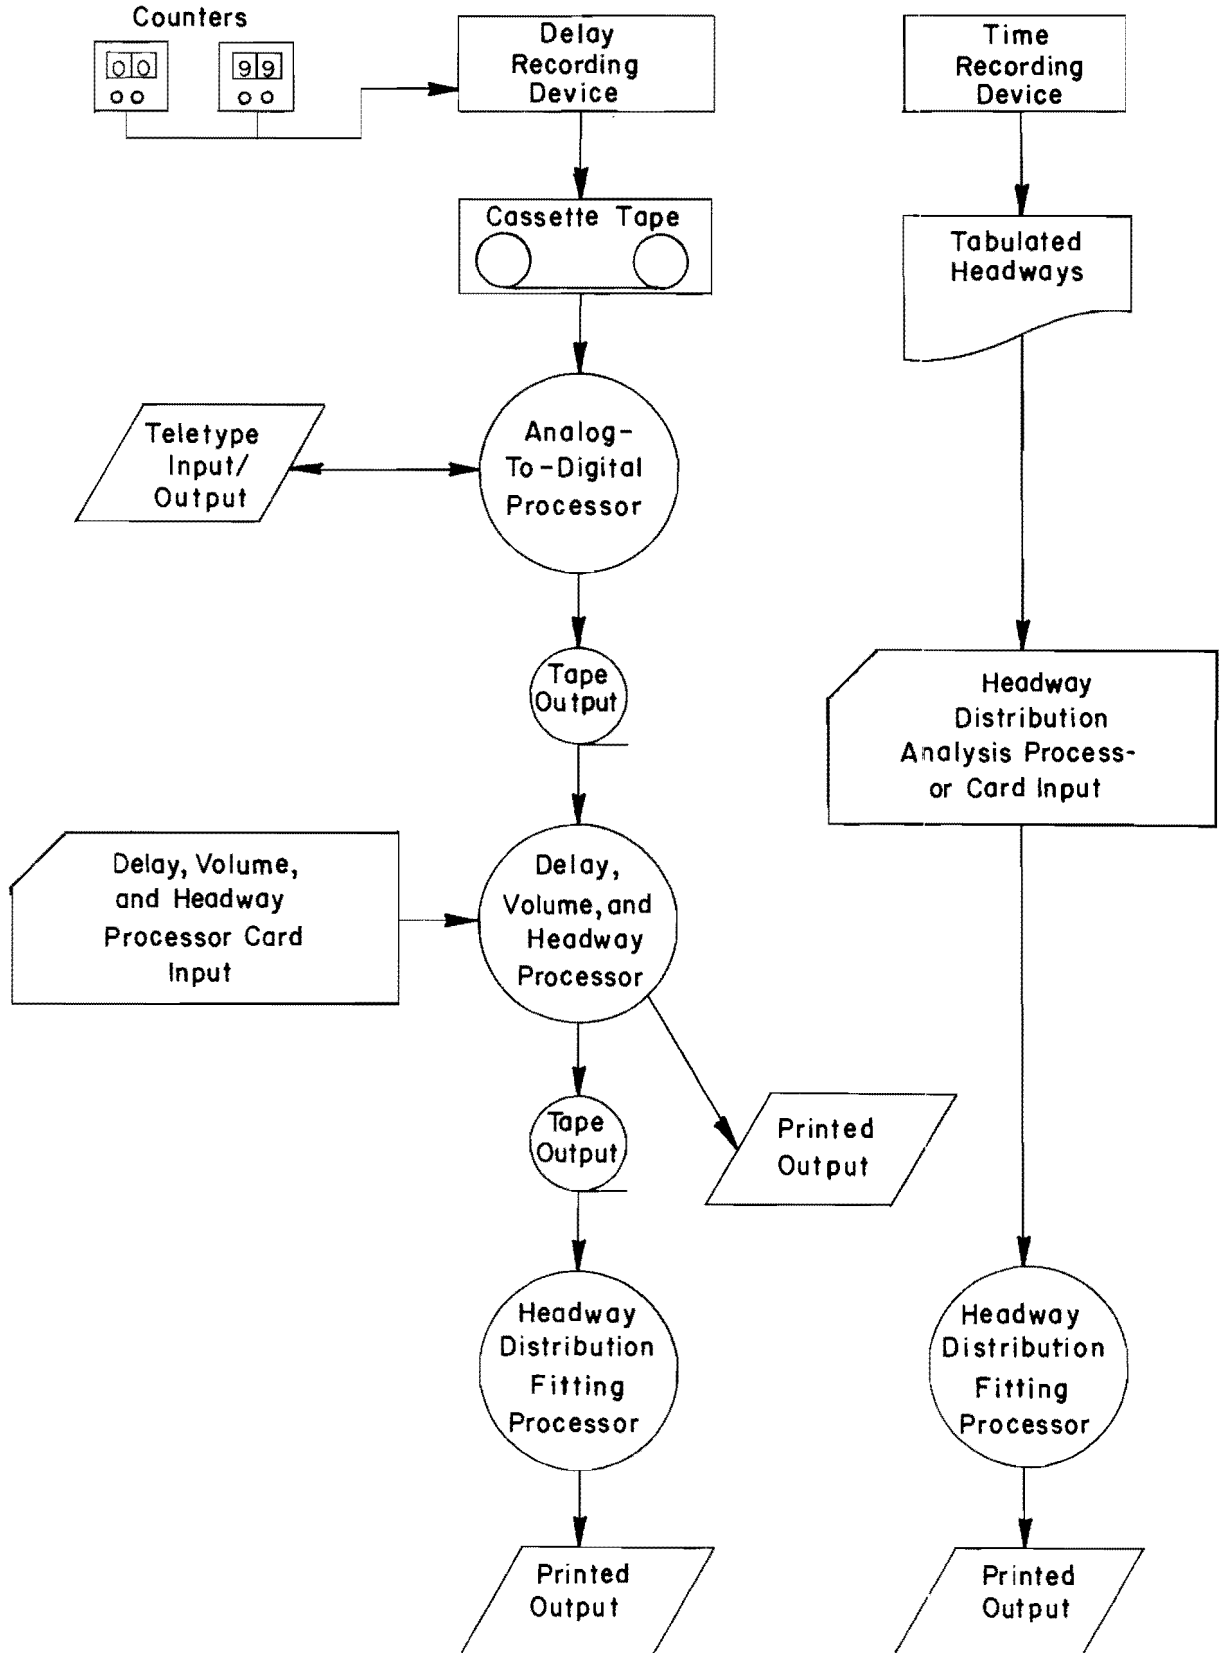 Counters
00
99
Delay
Recording
Device
Time
Recording
Device
Cassette Tape
Tabulated
Headways
Teletype
Input/
Output
Analog-
To-Digital
Processor
Tape
Output
Headway
Distribution
Analysis Process-
or Card Input
Delay, Volume,
and Headway
Processor Card
Input
Delay,
Volume, and
Headway
Processor
Tape
Output
Printed
Output
Headway
Distribution
Fitting
Processor
Headway
Distribution
Fitting
Processor
Printed
Output
Printed
Output